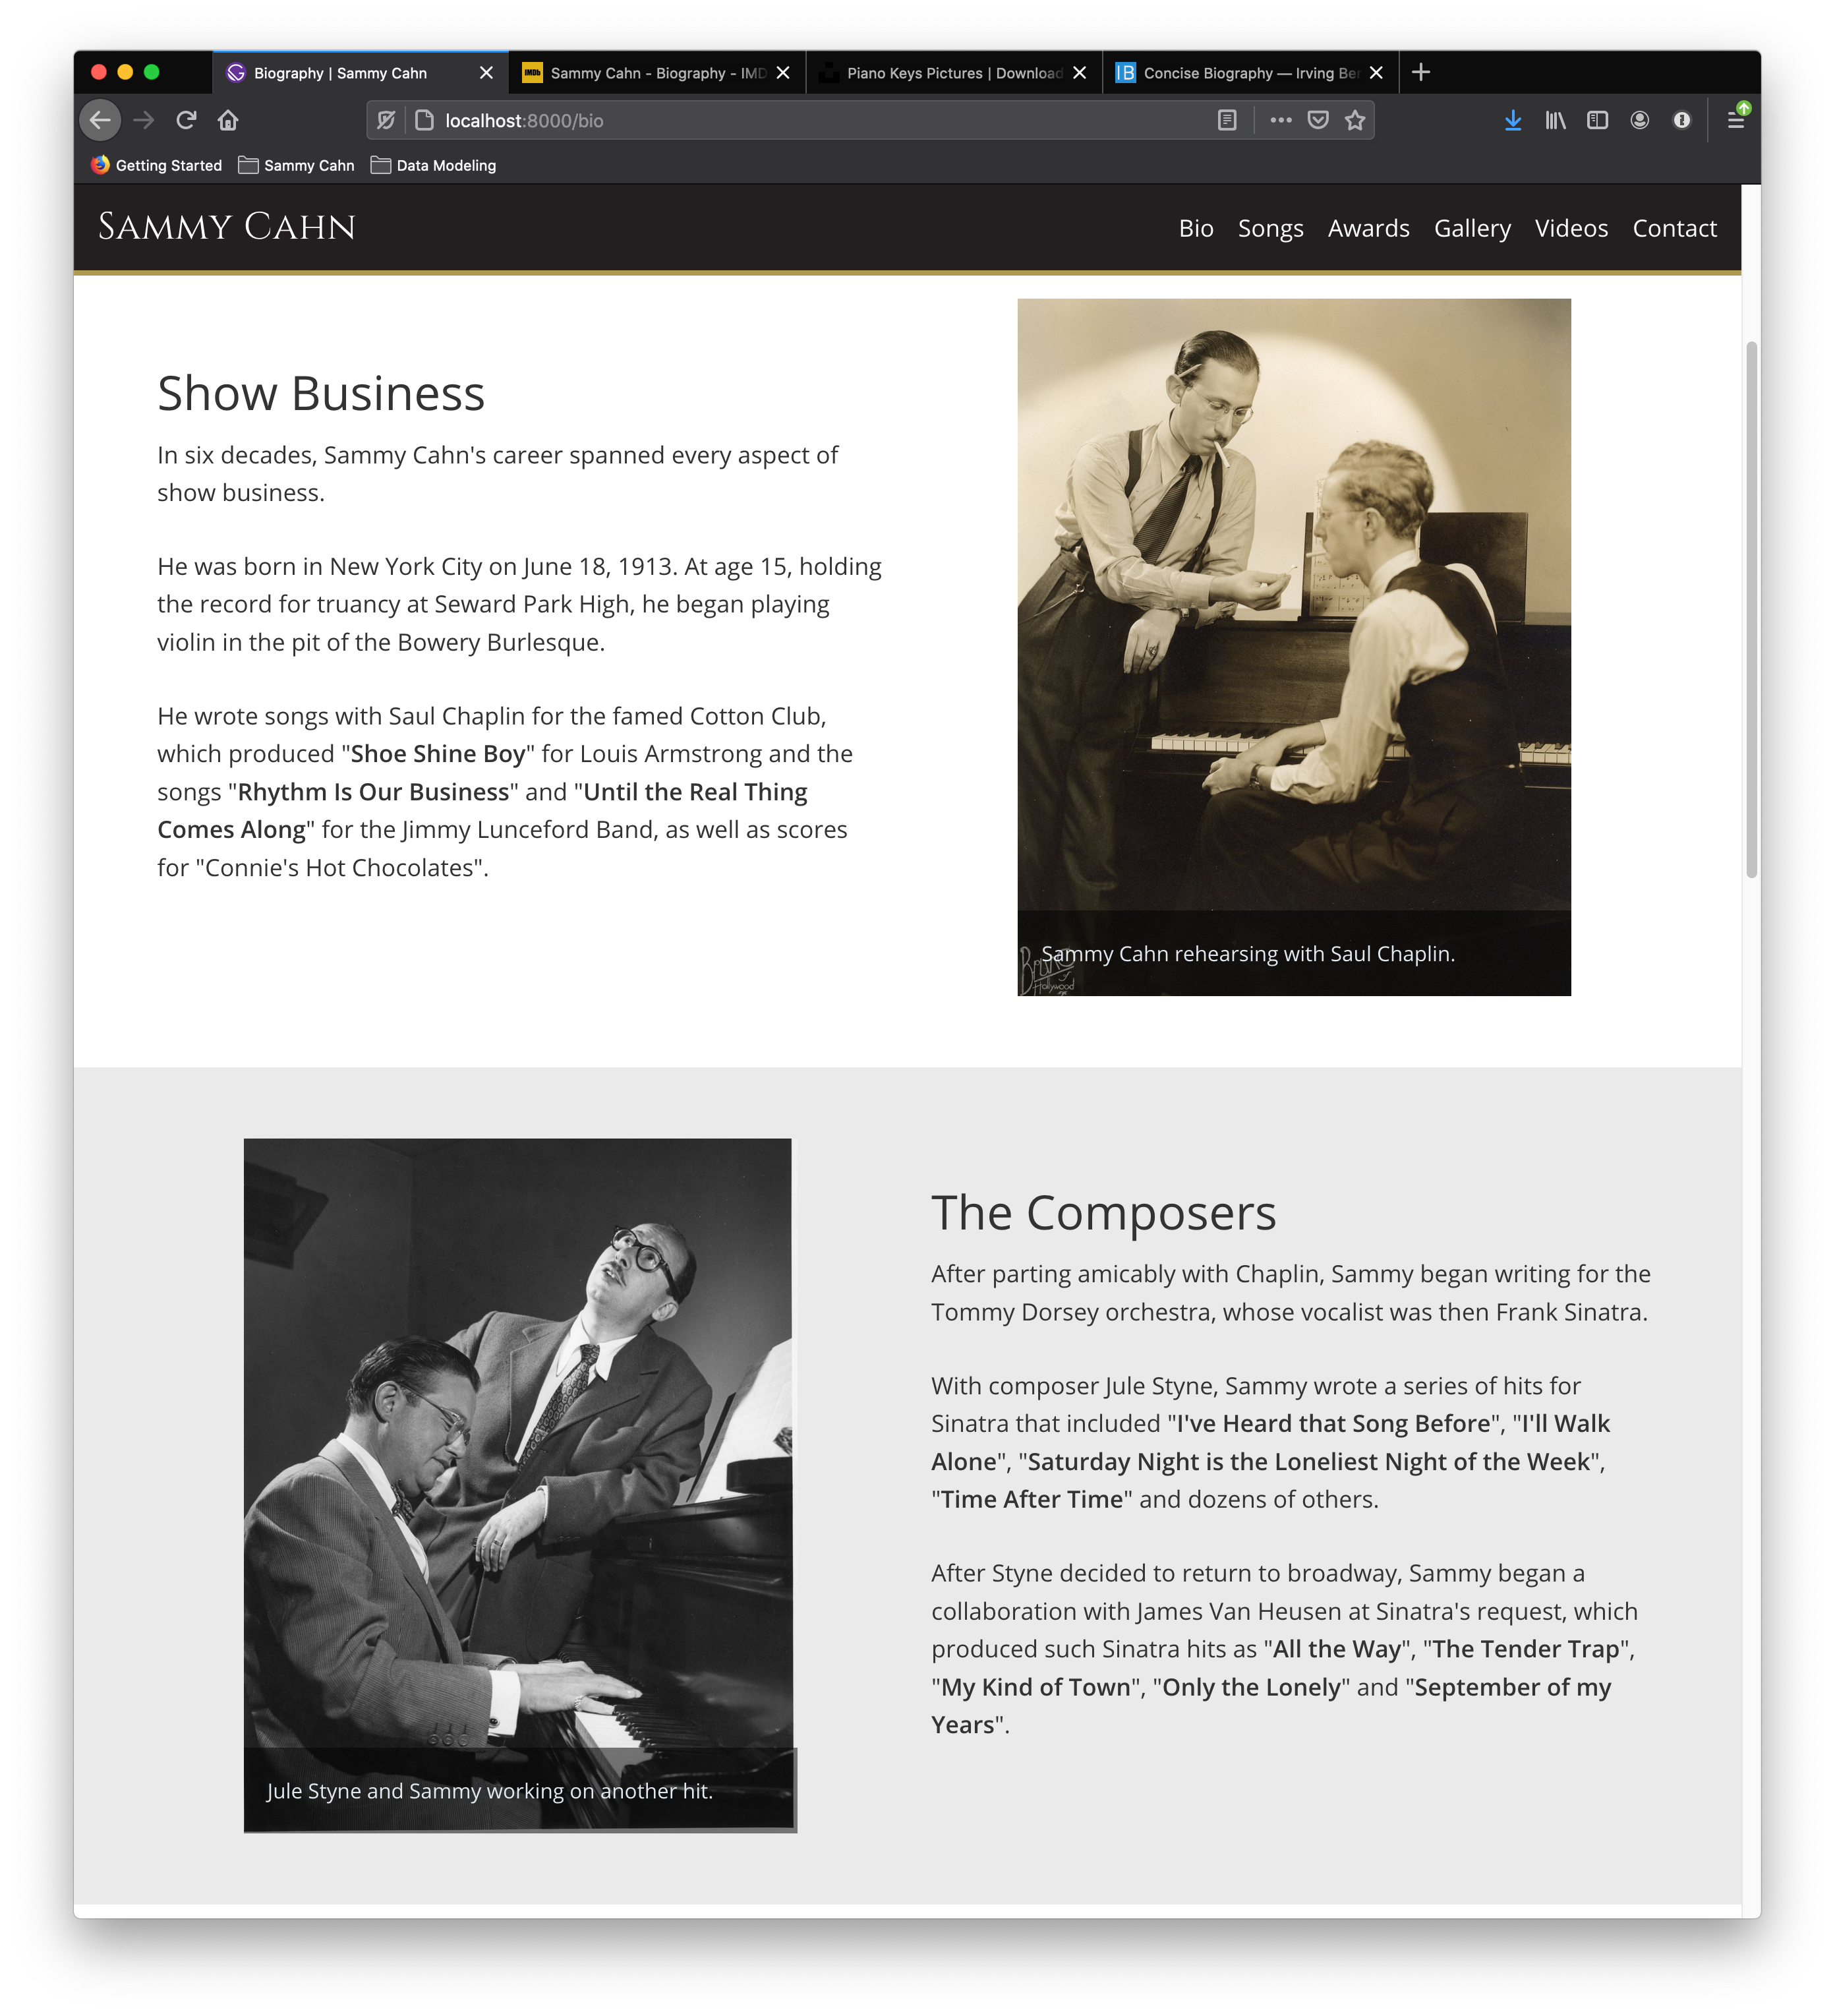 Biography | Sammy Cahn
Sammy Cahn - Biography - IMD
Piano Keys Pictures | Download
Concise Biography — Irving Ber
localhost:8000/bio
Getting Started
Sammy Cahn
Data Modeling
SAMMY CAHN
Bio Songs Awards Gallery Videos Contact
Show Business
In six decades, Sammy Cahn's career spanned every aspect of
show business.
He was born in New York City on June 18, 1913. At age 15, holding
the record for truancy at Seward Park High, he began playing
violin in the pit of the Bowery Burlesque.
He wrote songs with Saul Chaplin for the famed Cotton Club,
which produced "Shoe Shine Boy" for Louis Armstrong and the
songs "Rhythm Is Our Business" and "Until the Real Thing
Comes Along" for the Jimmy Lunceford Band, as well as scores
for "Connie's Hot Chocolates".
Sammy Cahn rehearsing with Saul Chaplin.
Hollywood
Jule Styne and Sammy working on another hit.
The Composers
After parting amicably with Chaplin, Sammy began writing for the
Tommy Dorsey orchestra, whose vocalist was then Frank Sinatra.
With composer Jule Styne, Sammy wrote a series of hits for
Sinatra that included "I've Heard that Song Before", "I'll Walk
Alone", "Saturday Night is the Loneliest Night of the Week",
"Time After Time" and dozens of others.
After Styne decided to return to broadway, Sammy began a
collaboration with James Van Heusen at Sinatra's request, which
produced such Sinatra hits as "All the Way", "The Tender Trap",
"My Kind of Town", "Only the Lonely" and "September of my
Years".